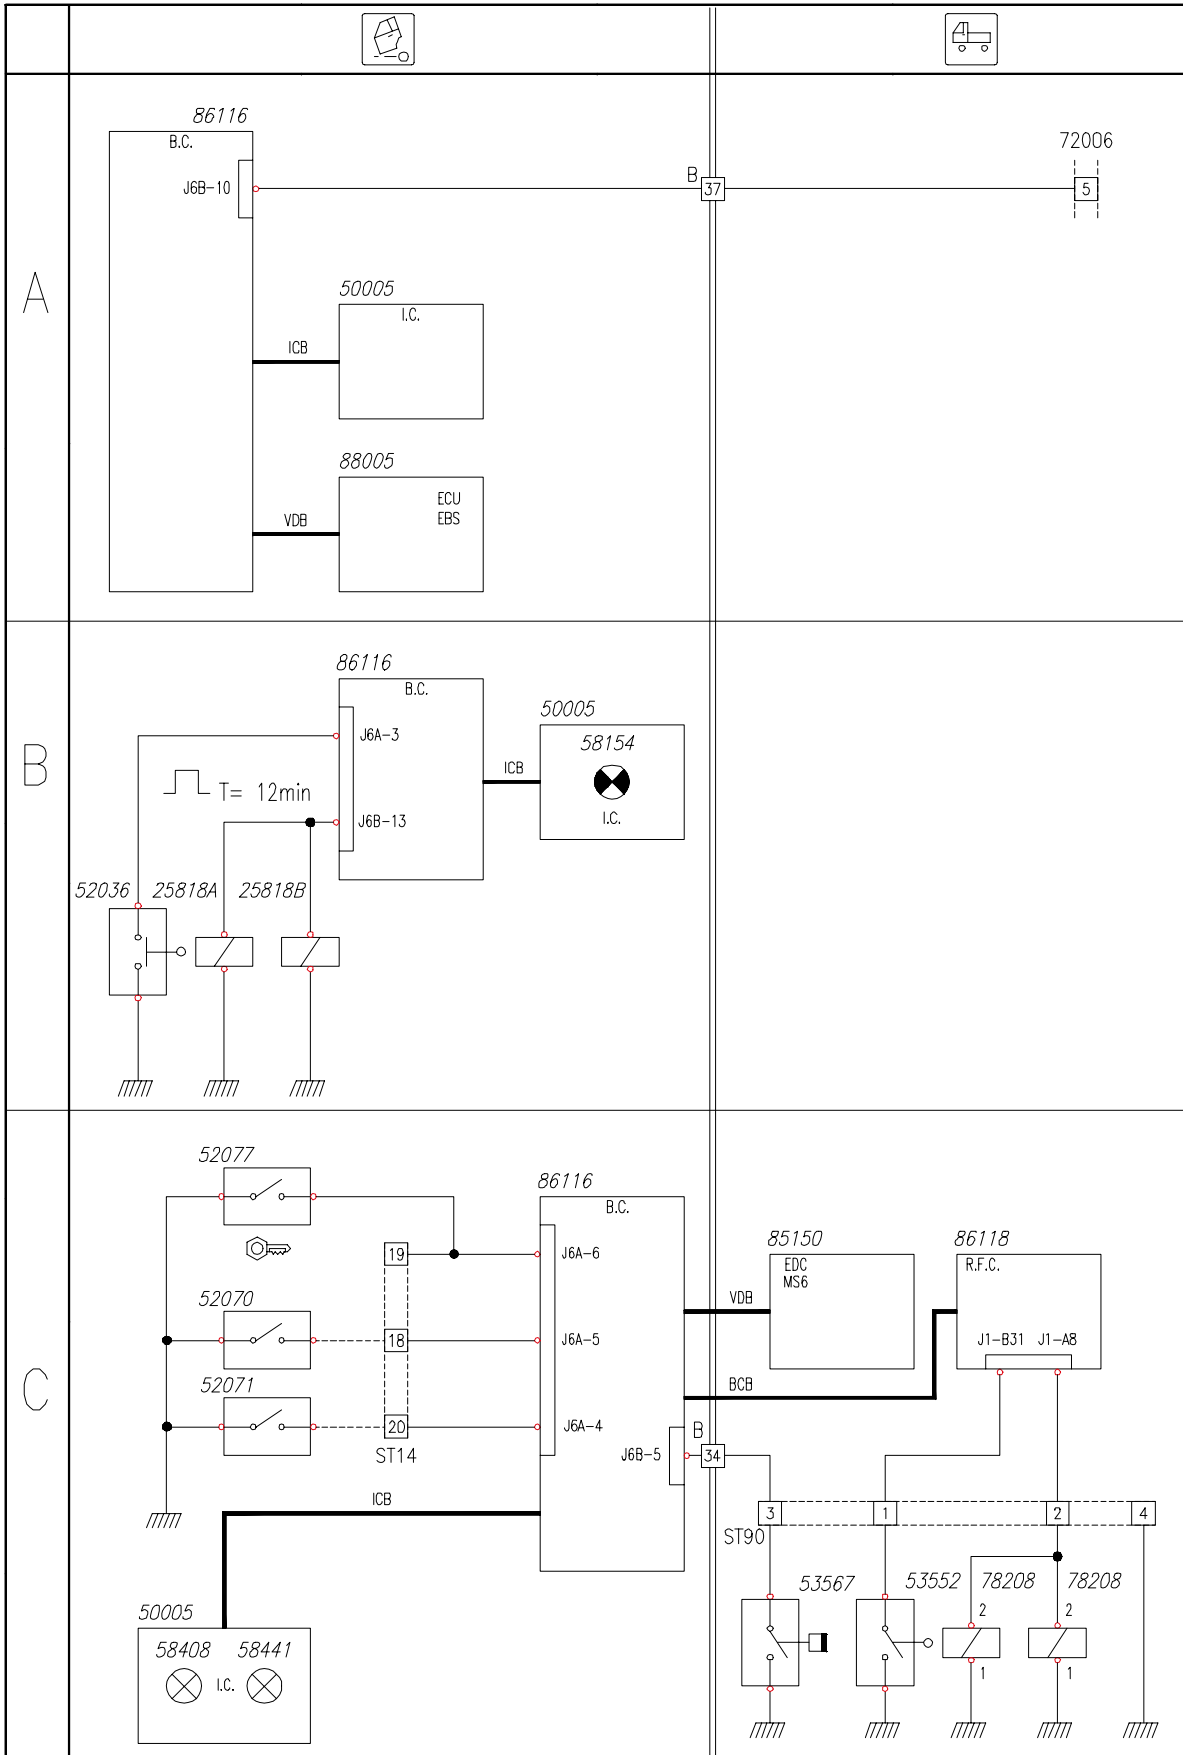 A
86116
B.C.
J6B-10
B
37
72006
5
50005
I.C.
ICB
88005
ECU
EBS
VDB
B
86116
B.C.
J6A-3
J6B-13
T= 12min
ICB
50005
58154
I.C.
52036 25818A 25818B
C
52077
86116
B.C.
19
J6A-6
52070
18
J6A-5
52071
20
J6A-4
ST14
ICB
J6B-5
B
34
VDB
BCB
85150
EDC
MS6
86118
R.F.C.
J1-B31 J1-A8
3 1 2 4
ST90
53567 53552 78208 78208
2 2
1 1
50005
58408 58441
I.C.